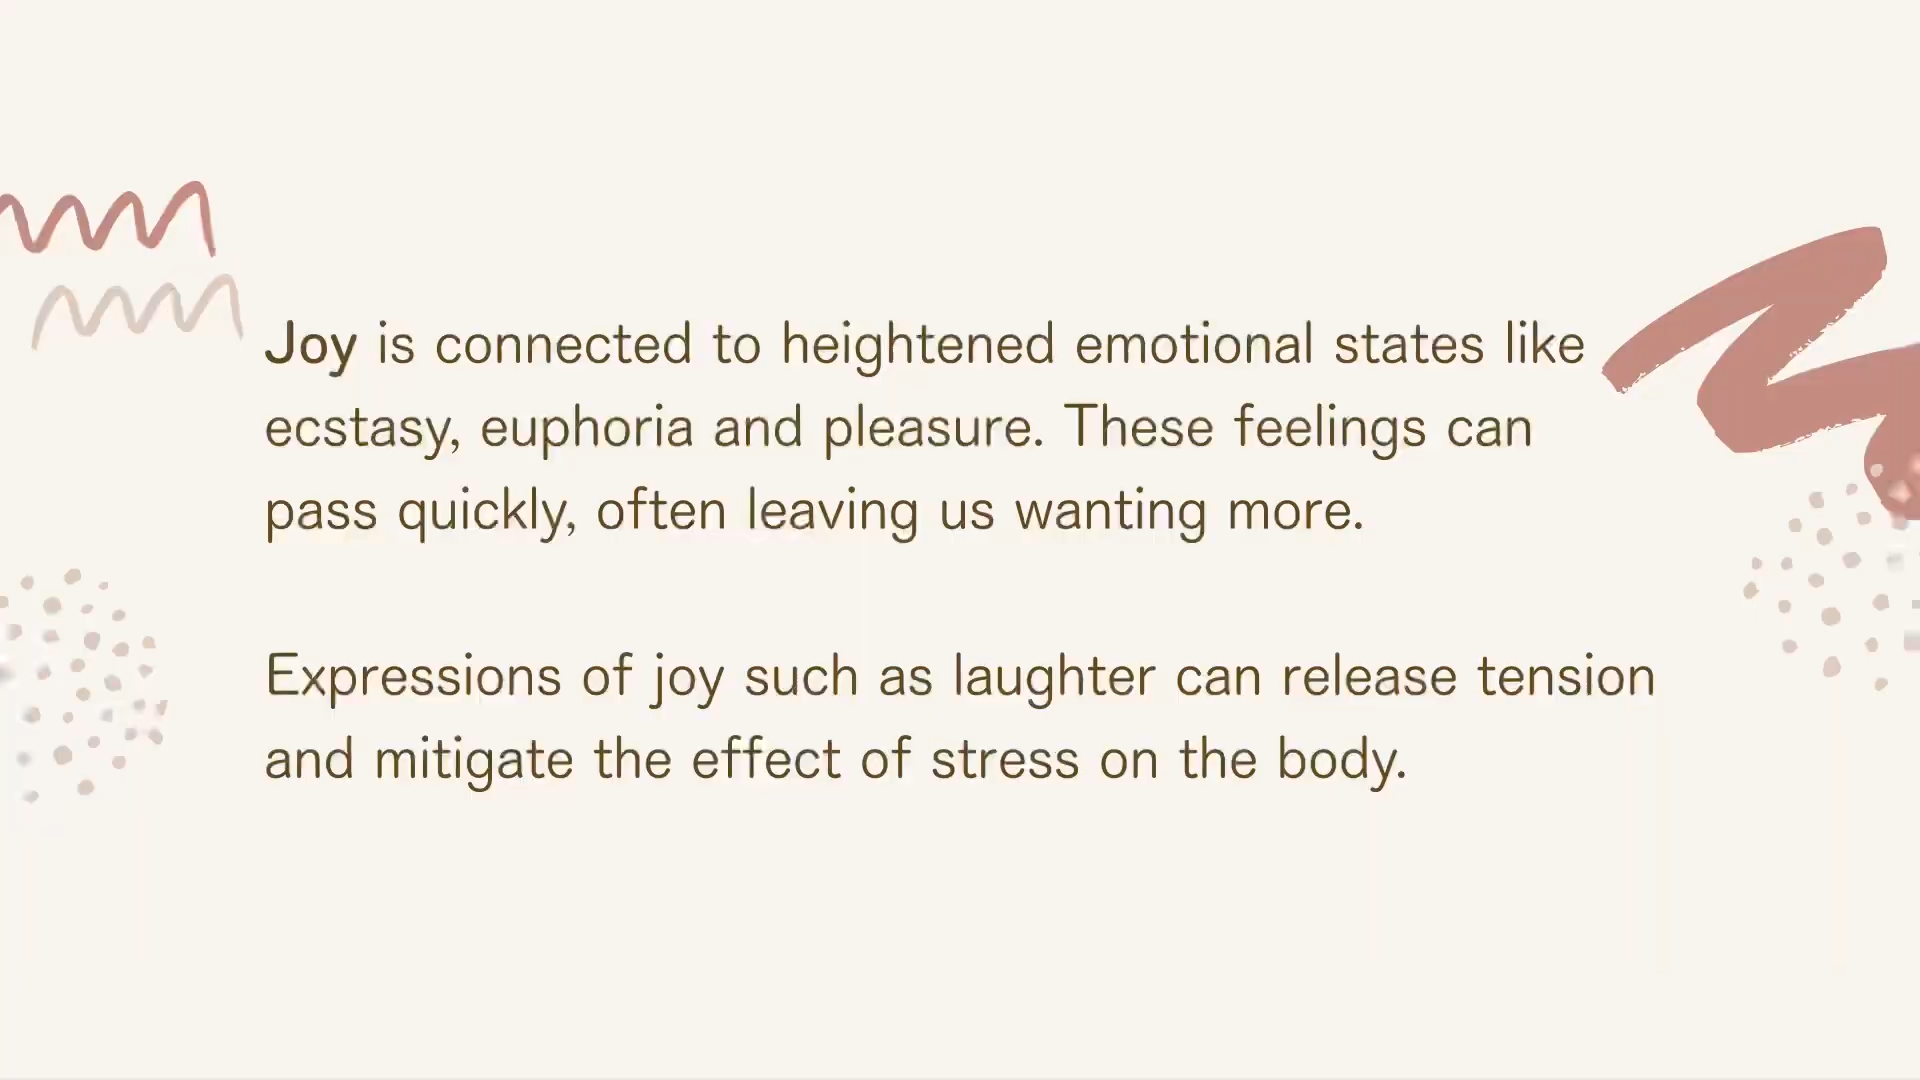 Joy is connected to heightened emotional states like
ecstasy, euphoria and pleasure. These feelings can
pass quickly, often leaving us wanting more.
Expressions of joy such as laughter can release tension
and mitigate the effect of stress on the body.